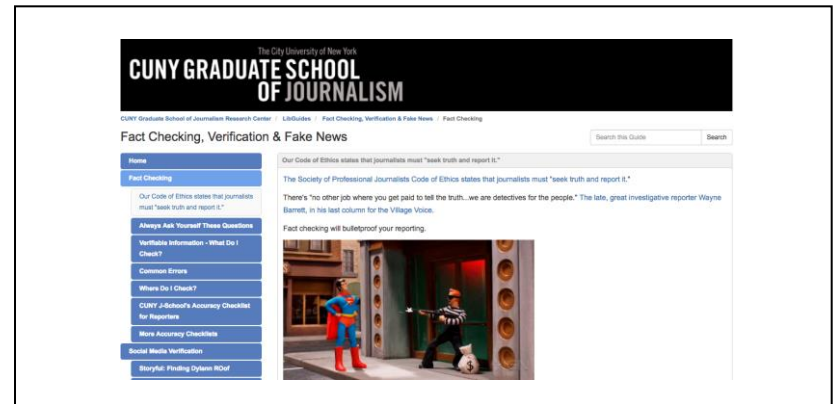 The City University of New York
CUNY GRADUATE SCHOOL
OF JOURNALISM
CUNY Graduate School of Journalism Research Center / LibGuides / Fact Checking, Verification & Fake News / Fact Checking
Fact Checking, Verification & Fake News
Search this Guide
Search
Home
Fact Checking
Our Code of Ethics states that journalists
must "seek truth and report it."
Always Ask Yourself These Questions
Verifiable Information - What Do I
Check?
Common Errors
Where Do I Check?
CUNY J-School's Accuracy Checklist
for Reporters
More Accuracy Checklists
Social Media Verification
Storyful: Finding Dylann ROof
Our Code of Ethics states that journalists must "seek truth and report it."
The Society of Professional Journalists Code of Ethics states that journalists must "seek truth and report it."
There's "no other job where you get paid to tell the truth...we are detectives for the people." The late, great investigative reporter Wayne
Barrett, in his last column for the Village Voice.
Fact checking will bulletproof your reporting.
$